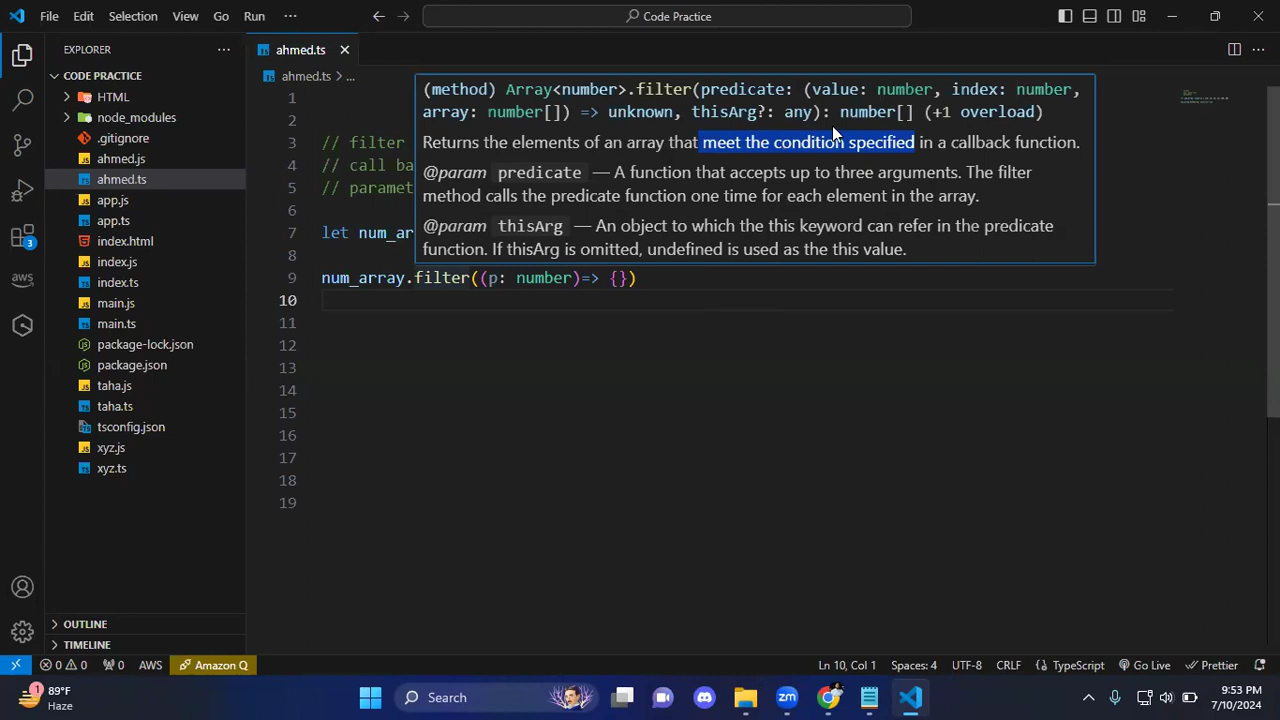 File Edit Selection View Go Run ···
Code Practice
EXPLORER ···
ahmed.ts
CODE PRACTICE
ahmed.ts > ...
HTML
node_modules
.gitignore
ahmed.js
ahmed.ts
app.js
app.ts
index.html
index.js
index.ts
main.js
main.ts
package-lock.json
package.json
taha.js
taha.ts
tsconfig.json
xyz.js
xyz.ts
OUTLINE
TIMELINE
3
aws
(method) Array<number>.filter(predicate: (value: number, index: number,
array: number[]) => unknown, thisArg?: any): number[] (+1 overload)
Returns the elements of an array that meet the condition specified in a callback function.
@param predicate — A function that accepts up to three arguments. The filter
method calls the predicate function one time for each element in the array.
@param thisArg — An object to which the this keyword can refer in the predicate
function. If thisArg is omitted, undefined is used as the this value.
1
2
3 // filter
4 // call ba
5 // paramet
6
7 let num_ar
9 num_array.filter((p: number)=> {})
10
11
12
13
14
15
16
17
18
19
0 0 0 AWS Amazon Q Ln 10, Col 1 Spaces: 4 UTF-8 CRLF TypeScript Go Live Prettier
1
89°F
Haze
Search
zm
9:53 PM
7/10/2024